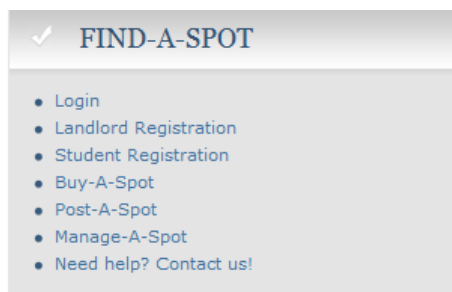 FIND-A-SPOT
Login
Landlord Registration
Student Registration
Buy-A-Spot
Post-A-Spot
Manage-A-Spot
Need help? Contact us!